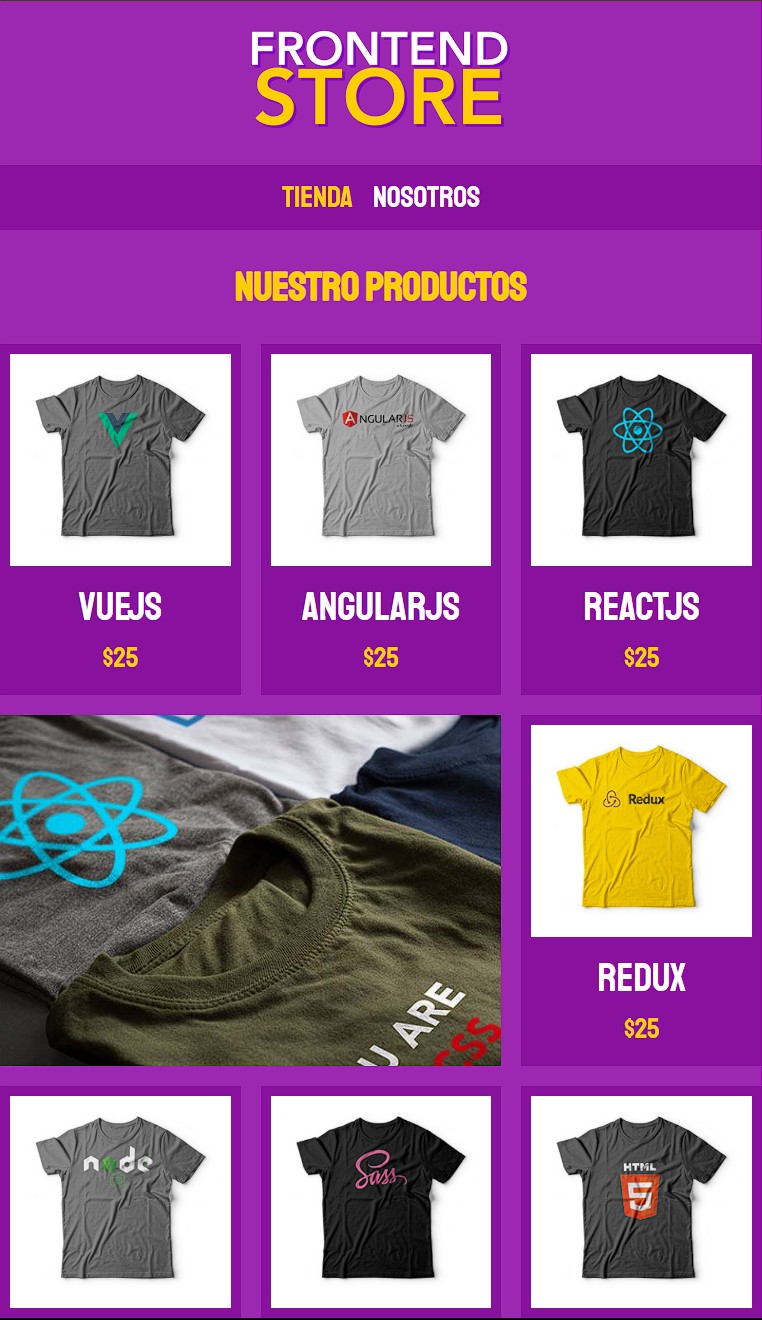 FRONTEND
STORE
TIENDA NOSOTROS
NUESTRO PRODUCTOS
ANGULARJS
VUEJS
ANGULARJS
REACTJS
$25
$25
$25
Redux
U ARE
CSS
REDUX
$25
node
Sass
HTML
5